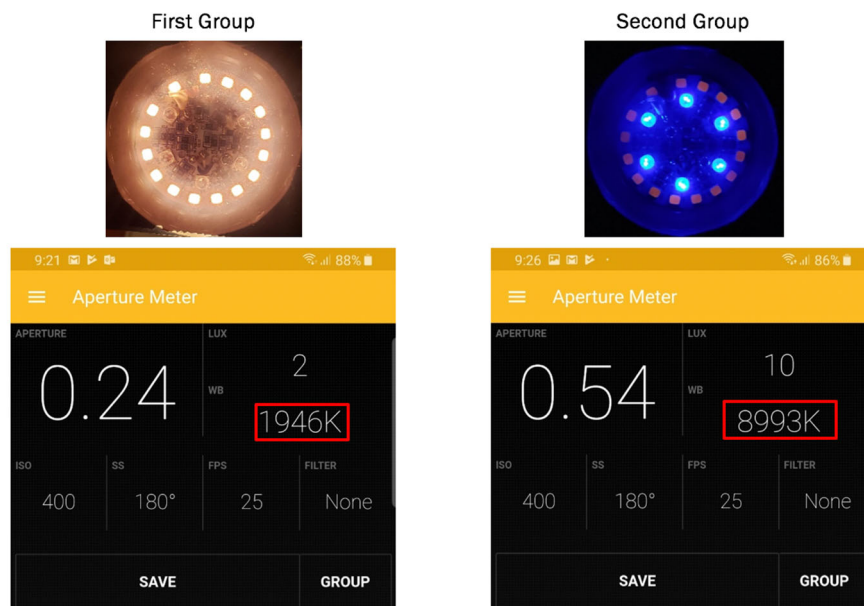 First Group
Second Group
9:21
88%
Aperture Meter
APERTURE
LUX
0.24
2
WB
1946K
ISO
SS
FPS
FILTER
400
180°
25
None
SAVE
GROUP
9:26
86%
Aperture Meter
APERTURE
LUX
0.54
10
WB
8993K
ISO
SS
FPS
FILTER
400
180°
25
None
SAVE
GROUP